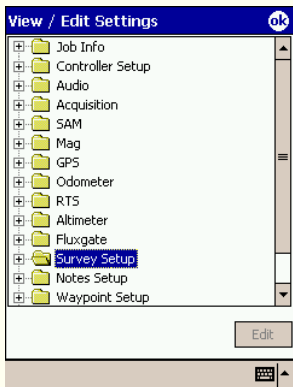 View / Edit Settings ok
Job Info
Controller Setup
Audio
Acquisition
SAM
Mag
GPS
Odometer
RTS
Altimeter
Fluxgate
Survey Setup
Notes Setup
Waypoint Setup
Edit